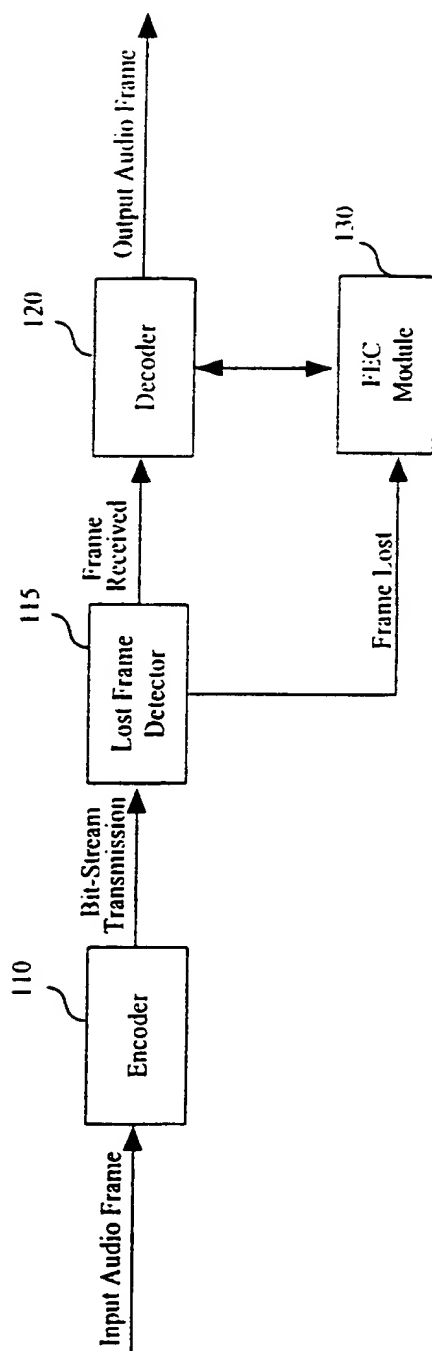 Input Audio Frame
110
Encoder
Bit-Stream
Transmission
115
Lost Frame
Detector
Frame
Received
120
Decoder
Output Audio Frame
Frame Lost
130
FEC
Module